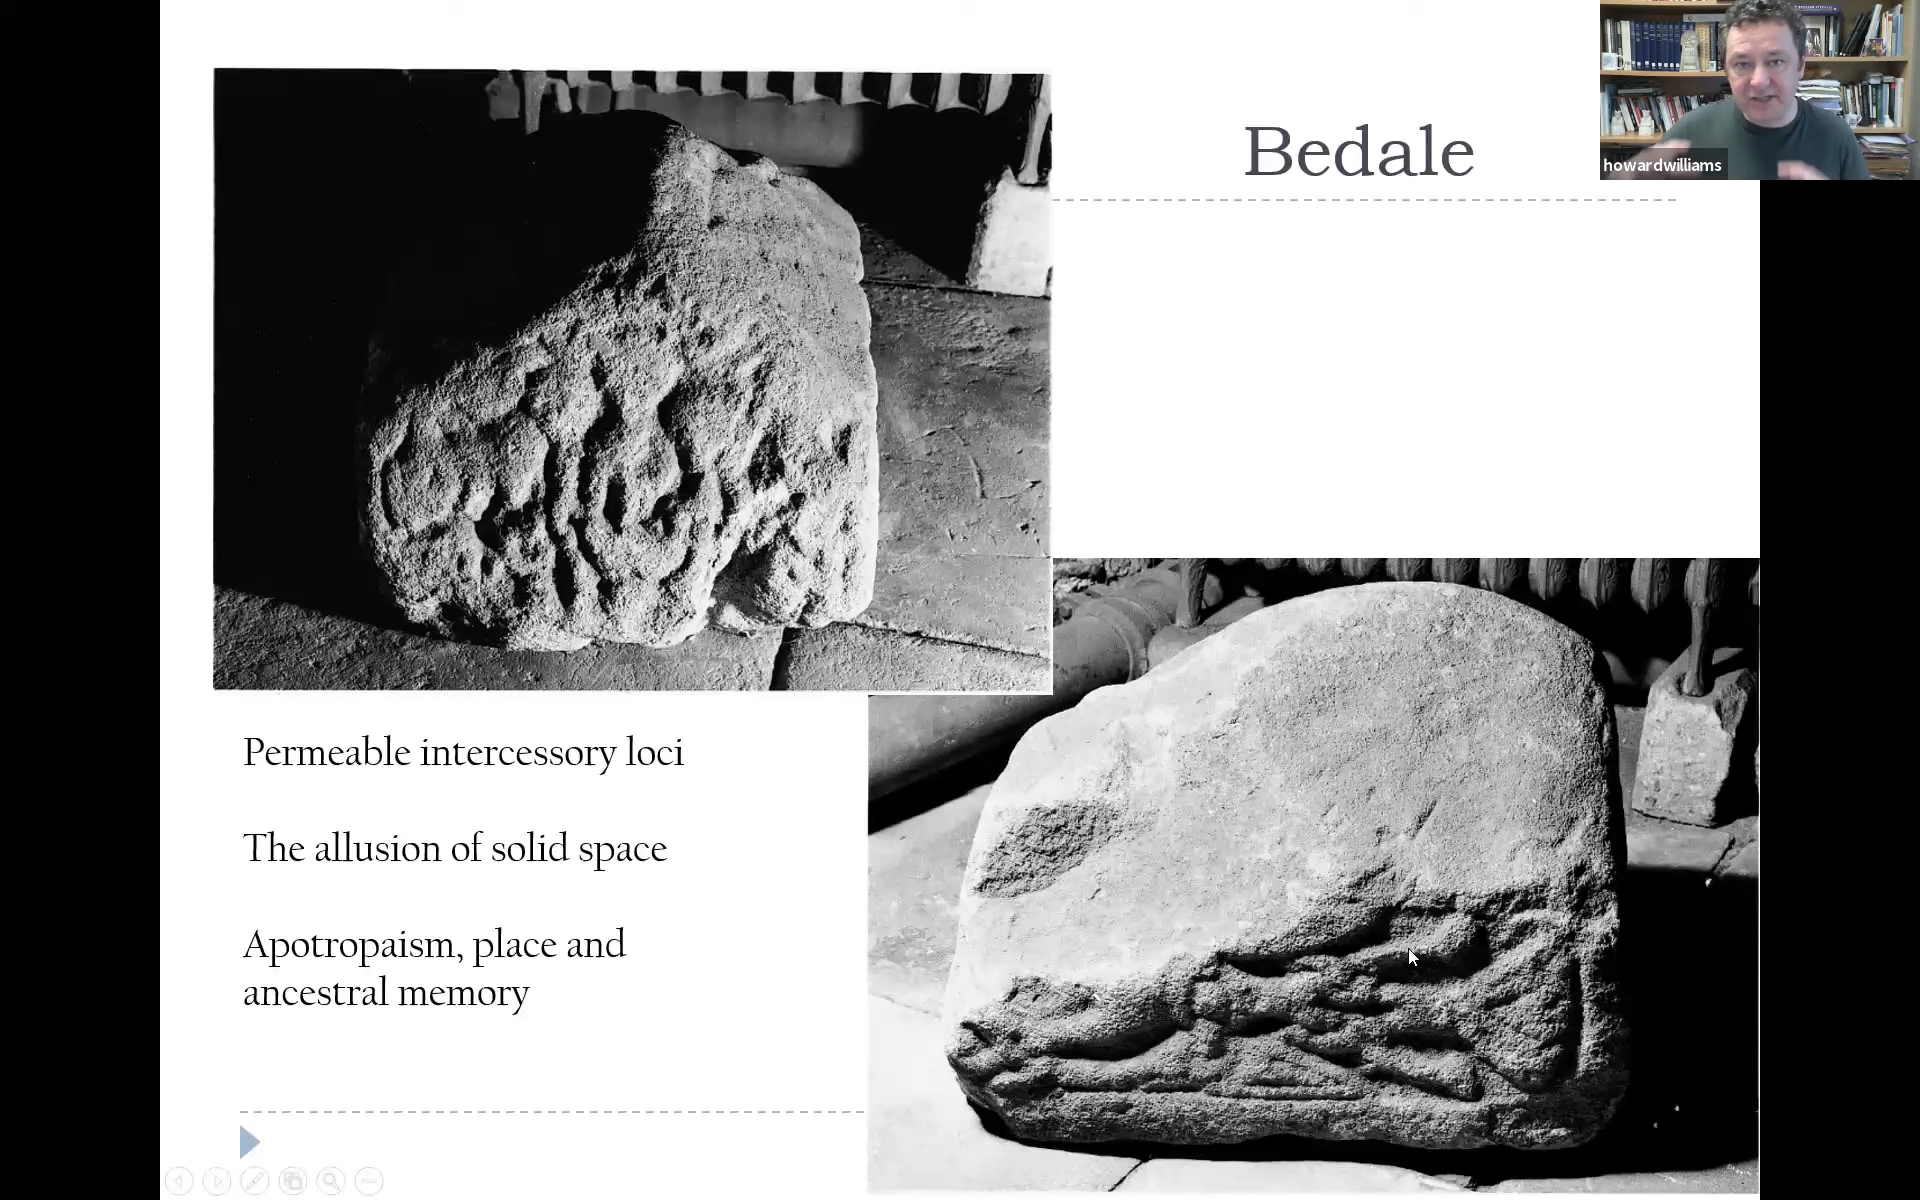 Bedale
howardwilliams
Permeable intercessory loci
The allusion of solid space
Apotropaism, place and
ancestral memory